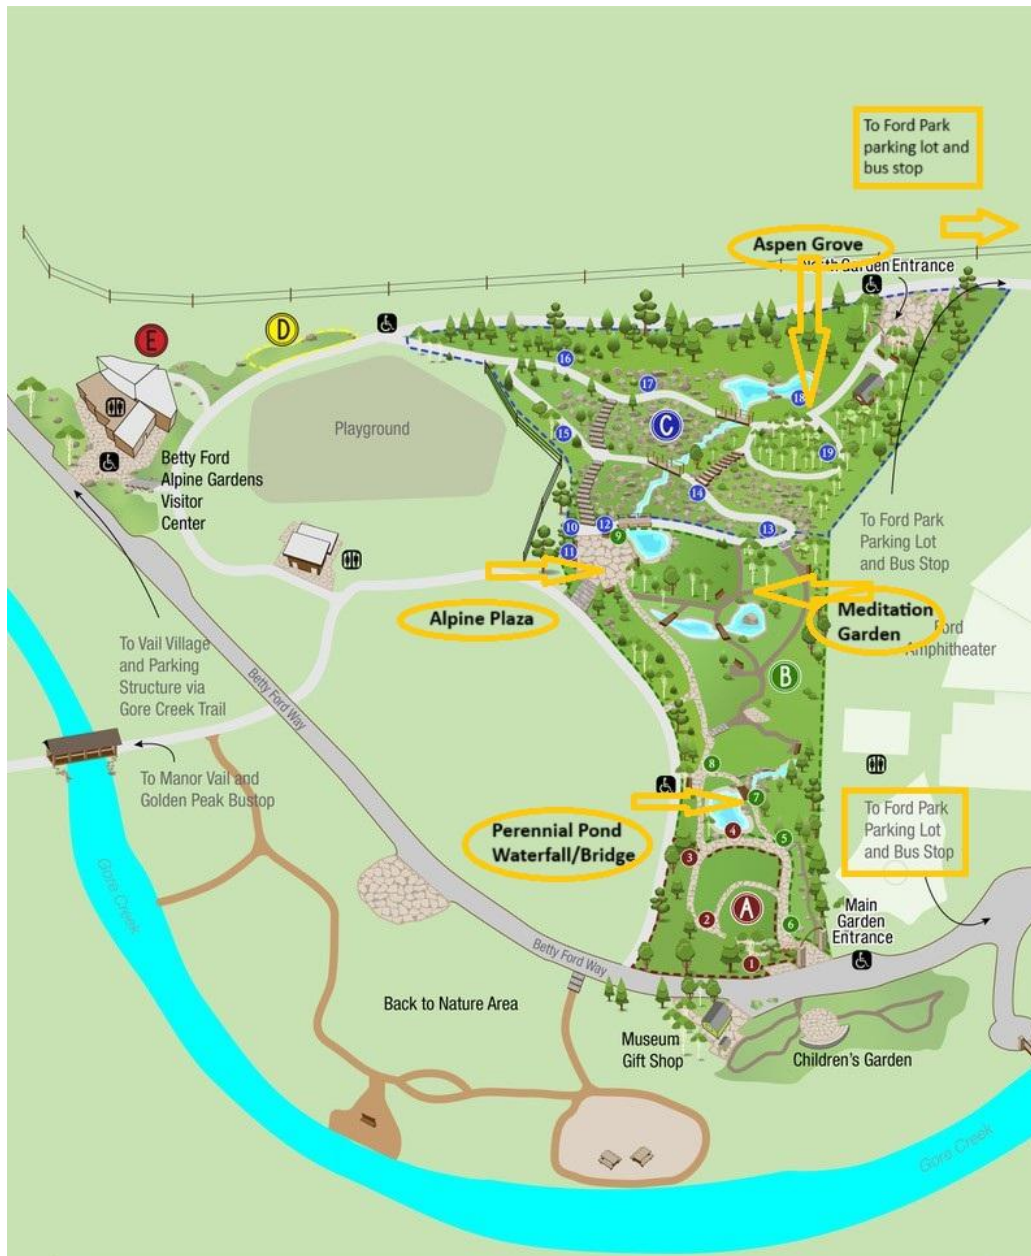 To Ford Park
parking lot and
bus stop
Aspen Grove
North Garden Entrance
E
D
16
17
18
C
Playground
15
19
Betty Ford
Alpine Gardens
Visitor
Center
14
10
12
9
13
11
To Ford Park
Parking Lot
and Bus Stop
Alpine Plaza
Meditation
Garden
Ford
Amphitheater
To Vail Village
and Parking
Structure via
Gore Creek Trail
Betty Ford Way
B
To Manor Vail and
Golden Peak Bustop
8
7
Perennial Pond
Waterfall/Bridge
To Ford Park
Parking Lot
and Bus Stop
4
5
3
Gore Creek
A
2
6
Main
Garden
Entrance
1
Betty Ford Way
Back to Nature Area
Museum
Gift Shop
Children's Garden
Gore Creek